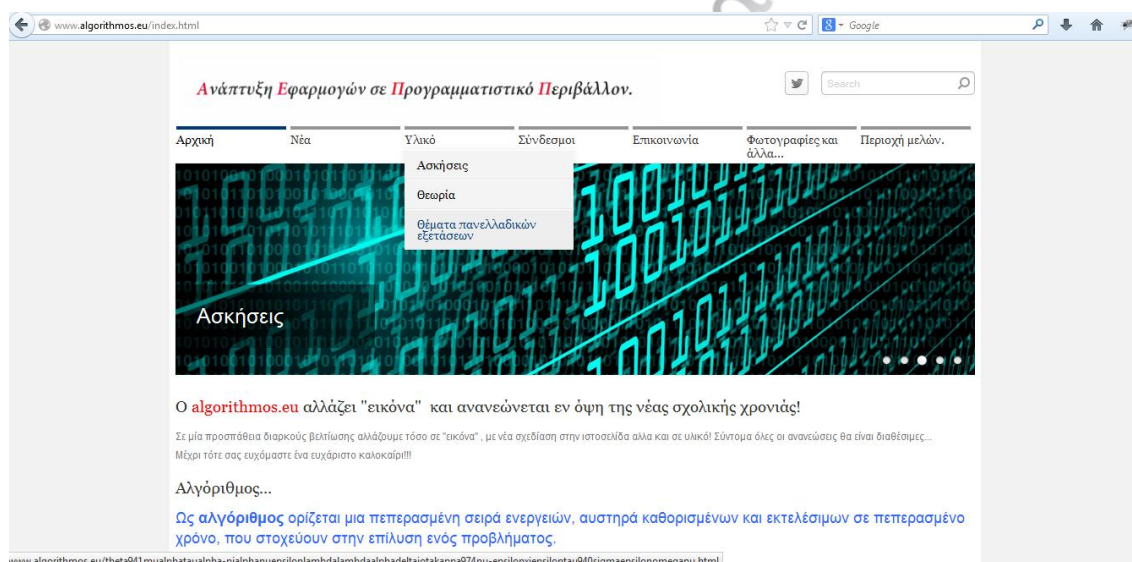 www.algorithmos.eu/index.html
Google
Ανάπτυξη Εφαρμογών σε Προγραμματιστικό Περιβάλλον.
Search
Αρχική
Νέα
Υλικό
Σύνδεσμοι
Επικοινωνία
Φωτογραφίες και
άλλα...
Περιοχή μελών.
Ασκήσεις
Θεωρία
Θέματα πανελλαδικών
εξετάσεων
Ασκήσεις
Ο algorithmos.eu αλλάζει "εικόνα" και ανανεώνεται εν όψη της νέας σχολικής χρονιάς!
Σε μία προσπάθεια διαρκούς βελτίωσης αλλάζουμε τόσο σε "εικόνα" , με νέα σχεδίαση στην ιστοσελίδα αλλα και σε υλικό! Σύντομα όλες οι ανανεώσεις θα είναι διαθέσιμες...
Μέχρι τότε σας ευχόμαστε ένα ευχάριστο καλοκαίρι!!!
Αλγόριθμος...
Ως αλγόριθμος ορίζεται μια πεπερασμένη σειρά ενεργειών, αυστηρά καθορισμένων και εκτελέσιμων σε πεπερασμένο
χρόνο, που στοχεύουν στην επίλυση ενός προβλήματος.